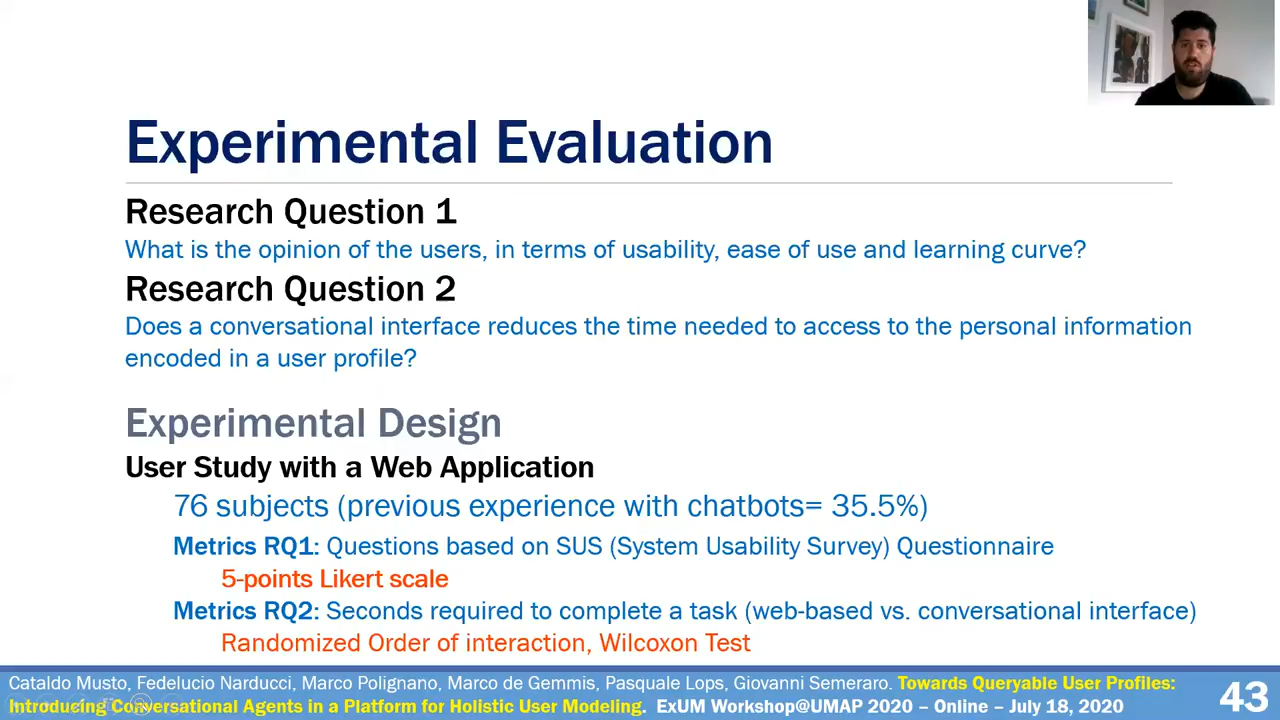 Experimental Evaluation
Research Question 1
What is the opinion of the users, in terms of usability, ease of use and learning curve?
Research Question 2
Does a conversational interface reduces the time needed to access to the personal information
encoded in a user profile?
Experimental Design
User Study with a Web Application
76 subjects (previous experience with chatbots= 35.5%)
Metrics RQ1: Questions based on SUS (System Usability Survey) Questionnaire
5-points Likert scale
Metrics RQ2: Seconds required to complete a task (web-based vs. conversational interface)
Randomized Order of interaction, Wilcoxon Test
Cataldo Musto, Fedelucio Narducci, Marco Polignano, Marco de Gemmis, Pasquale Lops, Giovanni Semeraro. Towards Queryable User Profiles:
Introducing Conversational Agents in a Platform for Holistic User Modeling. ExUM Workshop@UMAP 2020 – Online – July 18, 2020
43